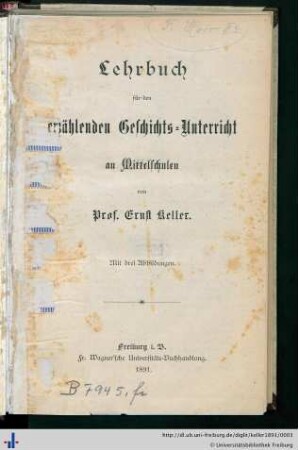 Lehrbuch
für den
erzählenden Geschichts-Unterricht
an Mittelschulen
von
Prof. Ernst Keller.
Mit drei Abbildungen.
Freiburg i. B.
Fr. Wagner'sche Universitäts-Buchhandlung.
1891.
B 7945, fr
http://dl.ub.uni-freiburg.de/diglit/keller1891/0003
© Universitätsbibliothek Freiburg